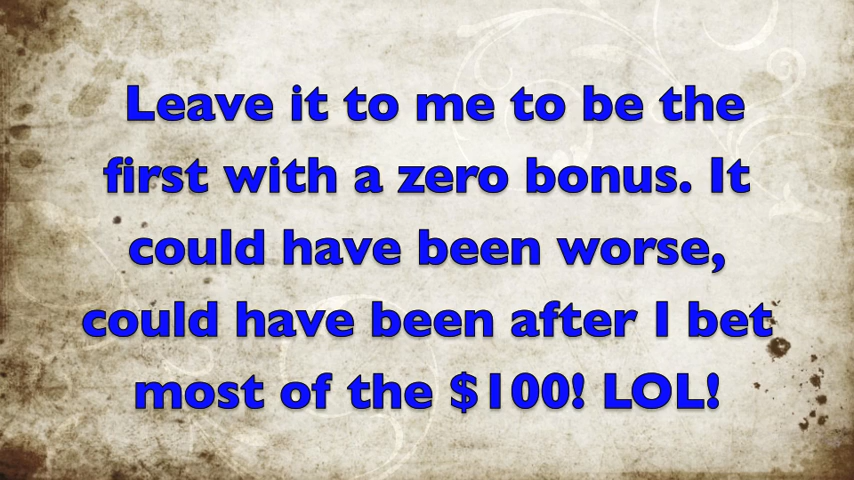 Leave it to me to be the
first with a zero bonus. It
could have been worse,
could have been after I bet
most of the $100! LOL!